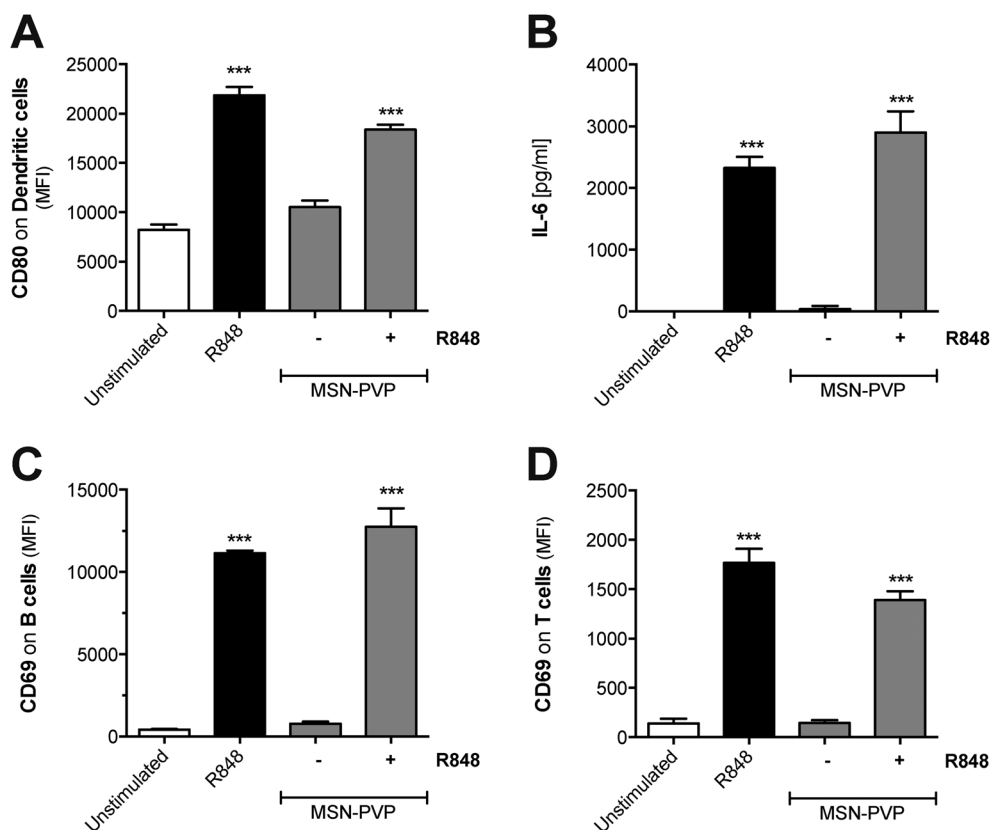 A
CD80 on Dendritic cells
(MFI)
25000
20000
15000
10000
5000
0
***
***
Unstimulated
R848
-
+
R848
MSN-PVP
B
IL-6 [pg/ml]
4000
3000
2000
1000
0
***
***
R848
-
+
R848
Unstimulated
MSN-PVP
C
CD69 on B cells (MFI)
15000
10000
5000
0
***
***
Unstimulated
R848
-
+
R848
MSN-PVP
D
CD69 on T cells (MFI)
2500
2000
1500
1000
500
0
***
***
Unstimulated
R848
-
+
R848
MSN-PVP